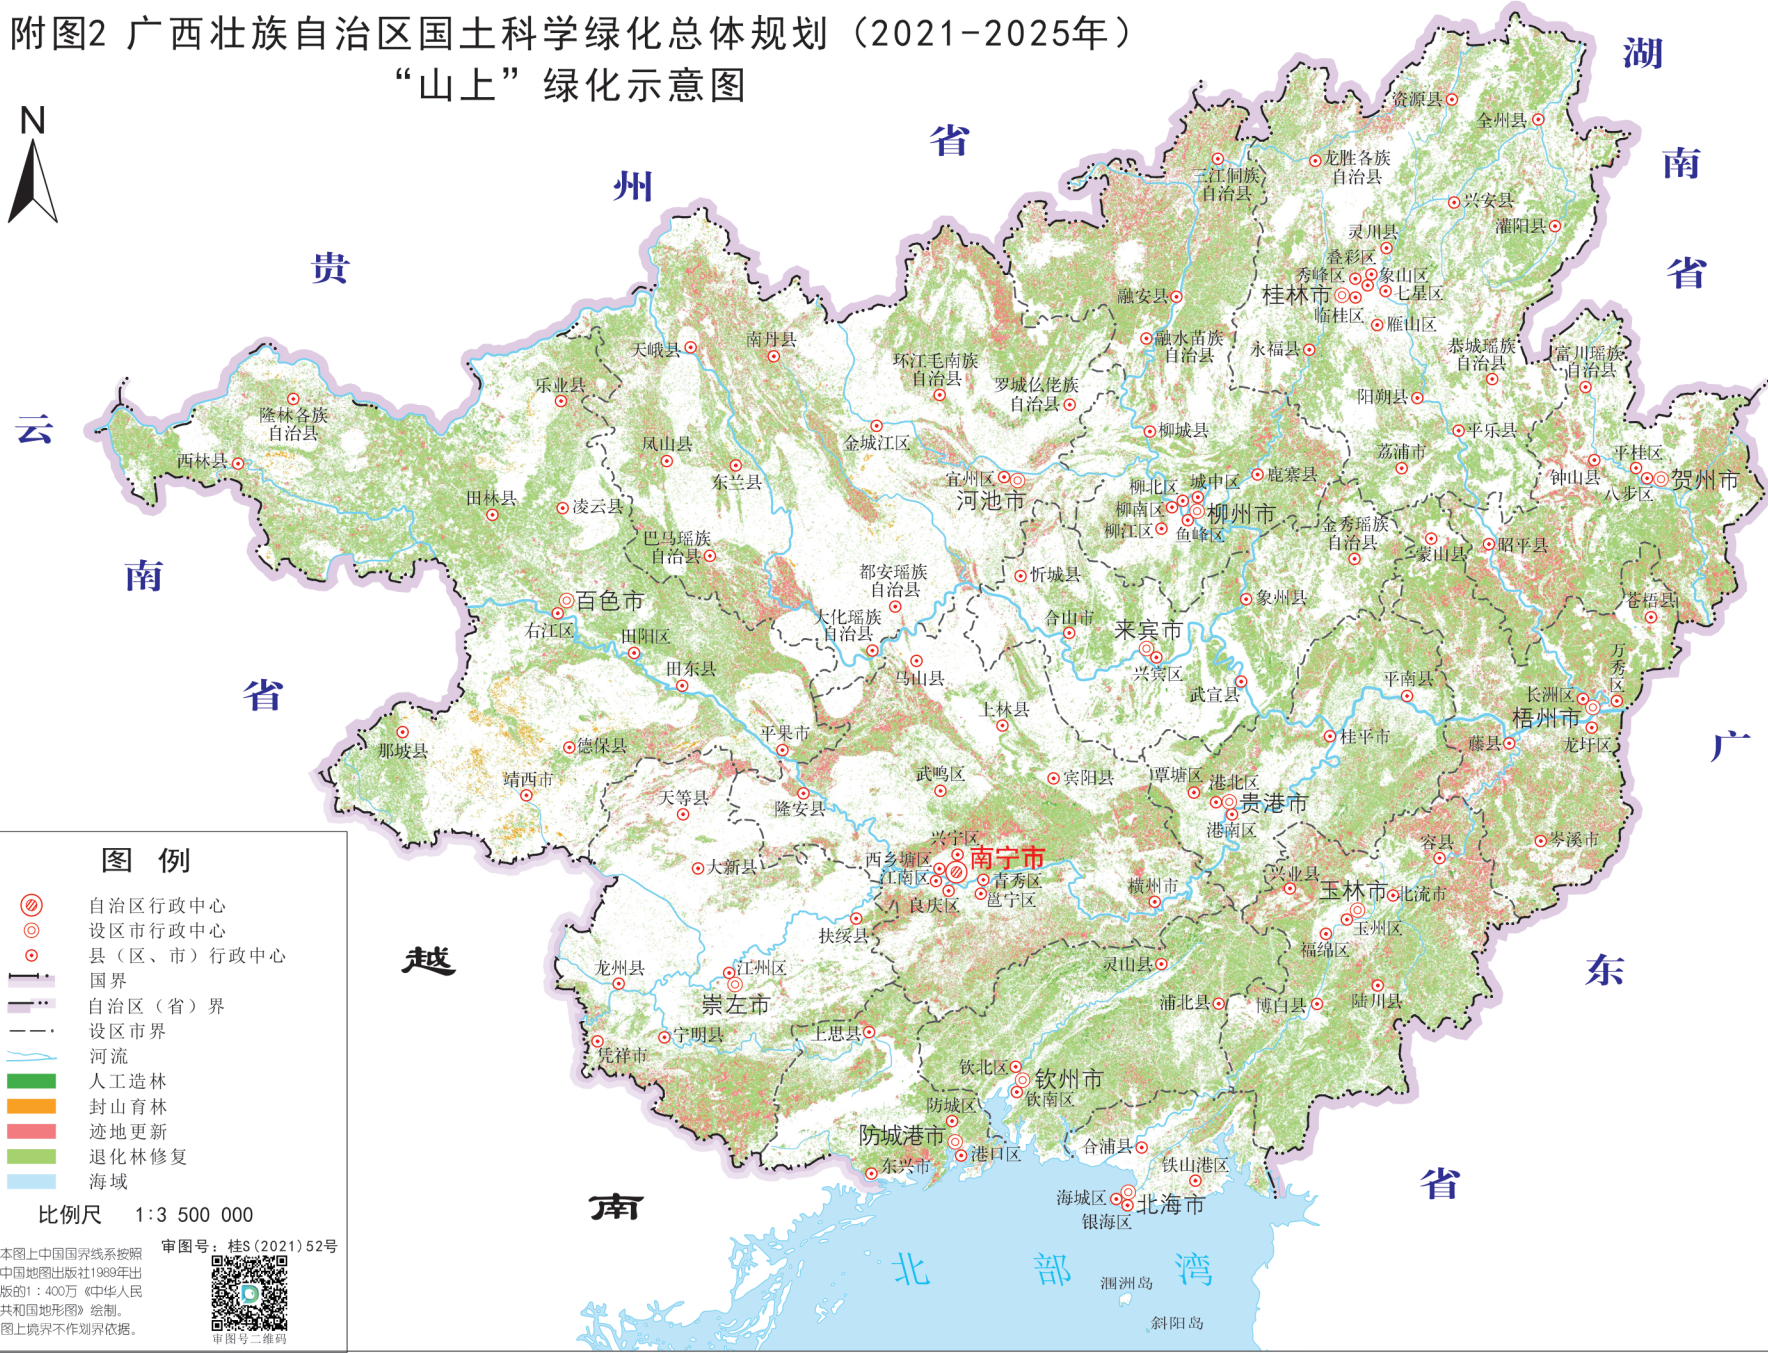 附图2 广西壮族自治区国土科学绿化总体规划（2021-2025年）
“山上”绿化示意图
N
湖
南
省
贵
州
省
云
南
省
广
东
省
越
南
资源县
全州县
龙胜各族
自治县
三江侗族
自治县
兴安县
灌阳县
灵川县
叠彩区
秀峰区
象山区
桂林市
七星区
临桂区
雁山区
融安县
融水苗族
自治县
永福县
恭城瑶族
自治县
富川瑶族
自治县
阳朔县
平乐县
荔浦市
钟山县
平桂区
八步区
贺州市
天峨县
南丹县
环江毛南族
自治县
罗城仫佬族
自治县
乐业县
隆林各族
自治县
西林县
金城江区
柳城县
凤山县
东兰县
宜州区
河池市
柳北区
城中区
鹿寨县
柳南区
柳州市
柳江区
鱼峰区
金秀瑶族
自治县
蒙山县
昭平县
田林县
凌云县
巴马瑶族
自治县
都安瑶族
自治县
忻城县
象州县
苍梧县
百色市
右江区
田阳区
大化瑶族
自治县
合山市
来宾市
兴宾区
万秀区
田东县
马山县
武宣县
平南县
长洲区
梧州市
龙圩区
那坡县
德保县
平果市
上林县
桂平市
藤县
靖西市
天等县
隆安县
武鸣区
宾阳县
覃塘区
港北区
贵港市
港南区
容县
岑溪市
兴宁区
南宁市
西乡塘区
江南区
青秀区
良庆区
邕宁区
大新县
横州市
兴业县
玉林市
北流市
玉州区
福绵区
扶绥县
龙州县
江州区
崇左市
灵山县
浦北县
博白县
陆川县
上思县
宁明县
凭祥市
钦北区
钦州市
钦南区
防城区
防城港市
港口区
东兴市
合浦县
铁山港区
海城区
北海市
银海区
北部湾
涠洲岛
斜阳岛
图例
自治区行政中心
设区市行政中心
县（区、市）行政中心
国界
自治区（省）界
设区市界
河流
人工造林
封山育林
迹地更新
退化林修复
海域
比例尺 1:3 500 000
审图号：桂S(2021)52号
本图上中国国界线系按照
中国地图出版社1989年出
版的1：400万《中华人民
共和国地形图》绘制。
图上境界不作划界依据。
审图号二维码